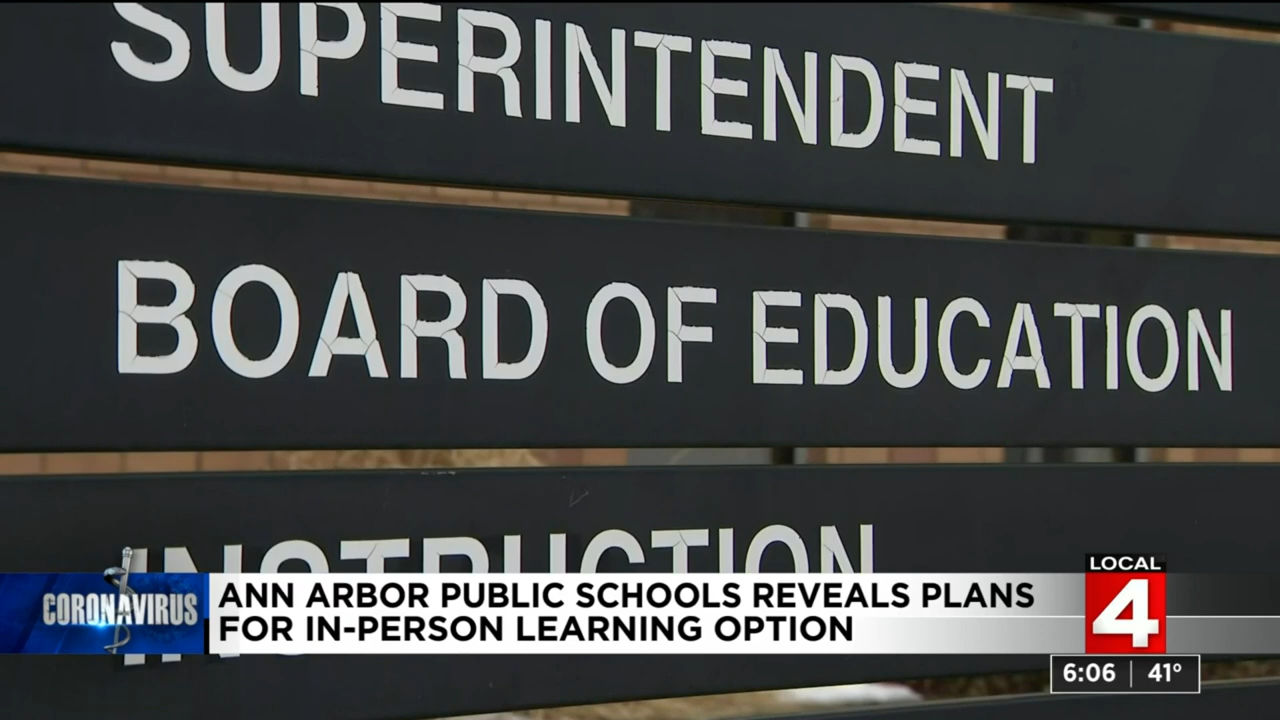 SUPERINTENDENT
BOARD OF EDUCATION
INSTRUCTION
CORONAVIRUS
ANN ARBOR PUBLIC SCHOOLS REVEALS PLANS
FOR IN-PERSON LEARNING OPTION
LOCAL
4
6:06 | 41°